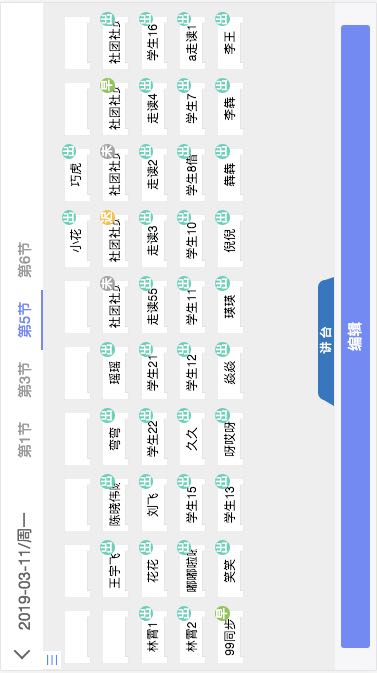 2019-03-11/周一 第1节 第3节 第5节 第6节
出 出
小花 巧虎
出 出 出 出 未 迟 未 早 出
王宇飞 陈晓伟 弯弯 瑶瑶 社团社 社团社 社团社 社团社 社团社
出 出 出 出 出 出 出 出 出 出
林霄1 花花 刘飞 学生22 学生21 走读55 走读3 走读2 走读4 学生16
出 出 出 出 出 出 出 出 出 出
林霄2 嘟嘟啦 学生15 久久 学生12 学生11 学生10 学生8借 学生7 a走读1
早 出 出 出 出 出 出 出 出 出
99同步 笑笑 学生13 呀哎呀 焱焱 瑛瑛 倪倪 犇犇 李犇 李王
讲台
编辑